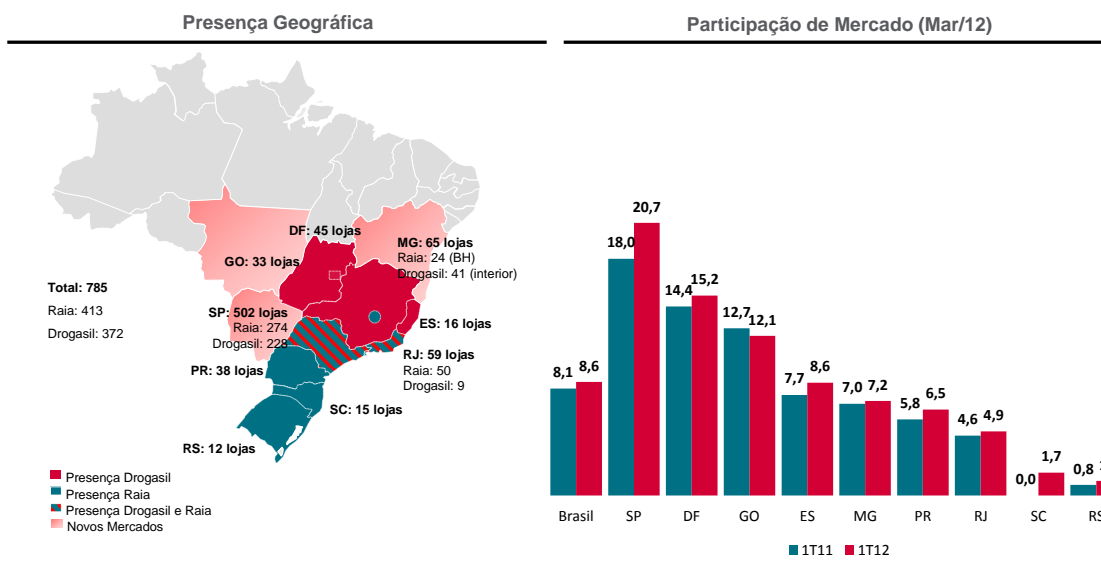 Presença Geográfica
DF: 45 lojas
MG: 65 lojas
Raia: 24 (BH)
Drogasil: 41 (interior)
GO: 33 lojas
Total: 785
Raia: 413
Drogasil: 372
SP: 502 lojas
Raia: 274
Drogasil: 228
ES: 16 lojas
RJ: 59 lojas
Raia: 50
Drogasil: 9
PR: 38 lojas
SC: 15 lojas
RS: 12 lojas
Presença Drogasil
Presença Raia
Presença Drogasil e Raia
Novos Mercados
Participação de Mercado (Mar/12)
8,1 8,6
18,0 20,7
14,4 15,2
12,7 12,1
7,7 8,6
7,0 7,2
5,8 6,5
4,6 4,9
0,0 1,7
0,8
Brasil SP DF GO ES MG PR RJ SC RS
1T11 1T12